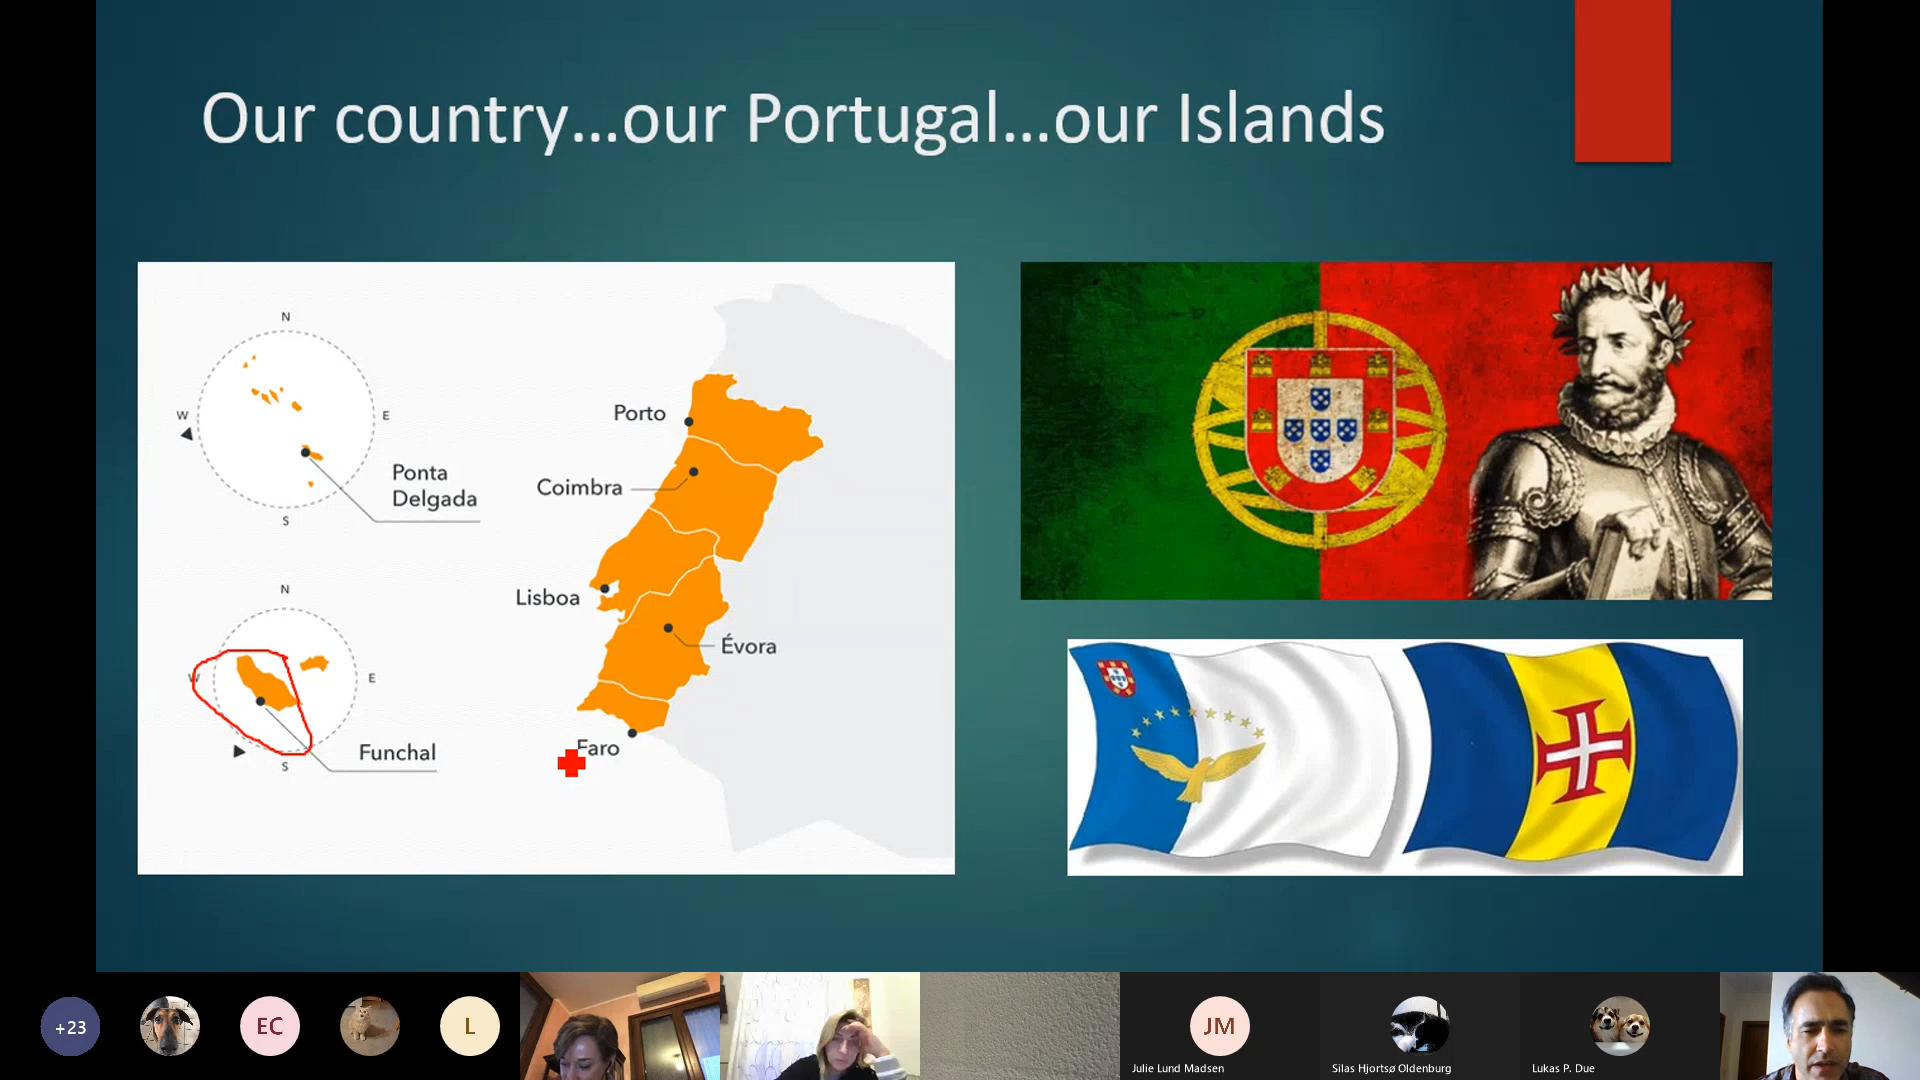 Our country...our Portugal...our Islands
N
W
E
S
Ponta
Delgada
N
W
E
S
Funchal
Porto
Coimbra
Lisboa
Évora
Faro
+23
EC
L
JM
Julie Lund Madsen
Silas Hjortsø Oldenburg
Lukas P. Due